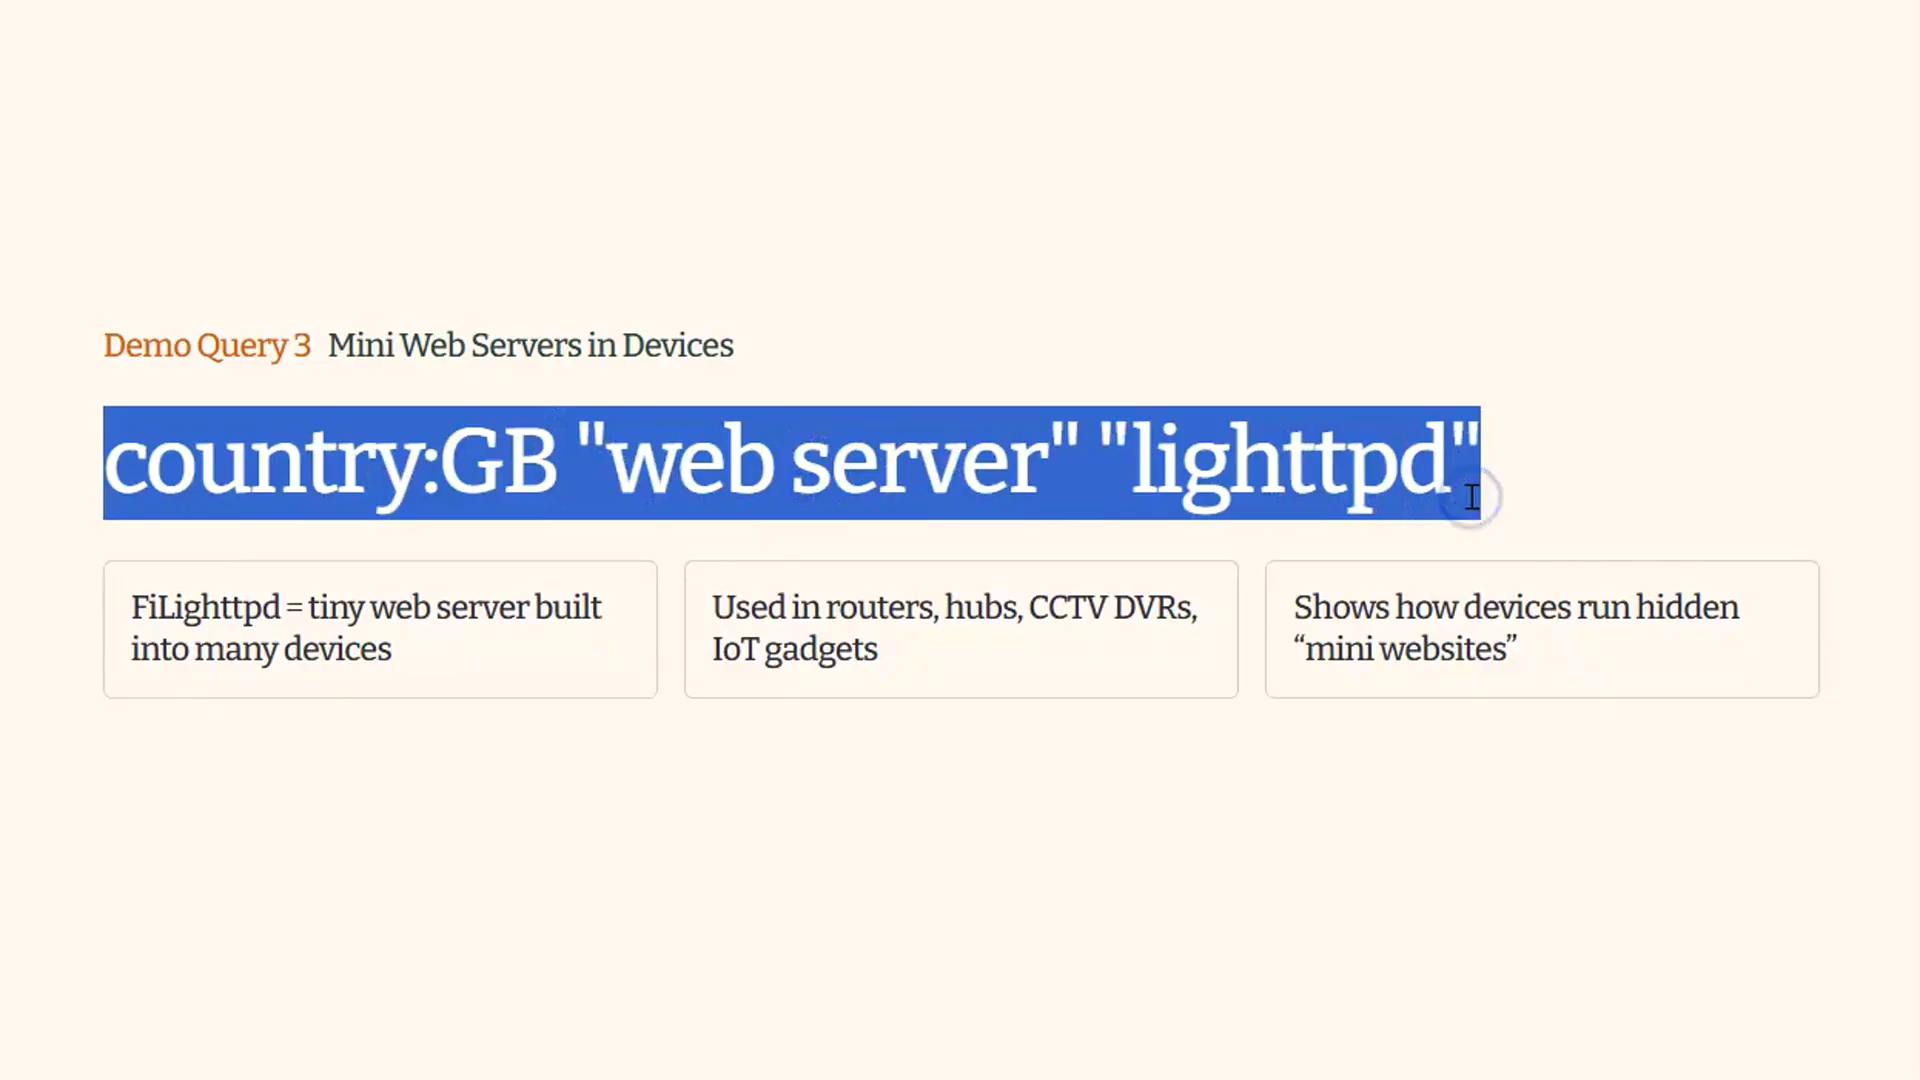 Demo Query 3 Mini Web Servers in Devices
country:GB "web server" "lighttpd"
FiLighttpd = tiny web server built
into many devices
Used in routers, hubs, CCTV DVRs,
IoT gadgets
Shows how devices run hidden
“mini websites”